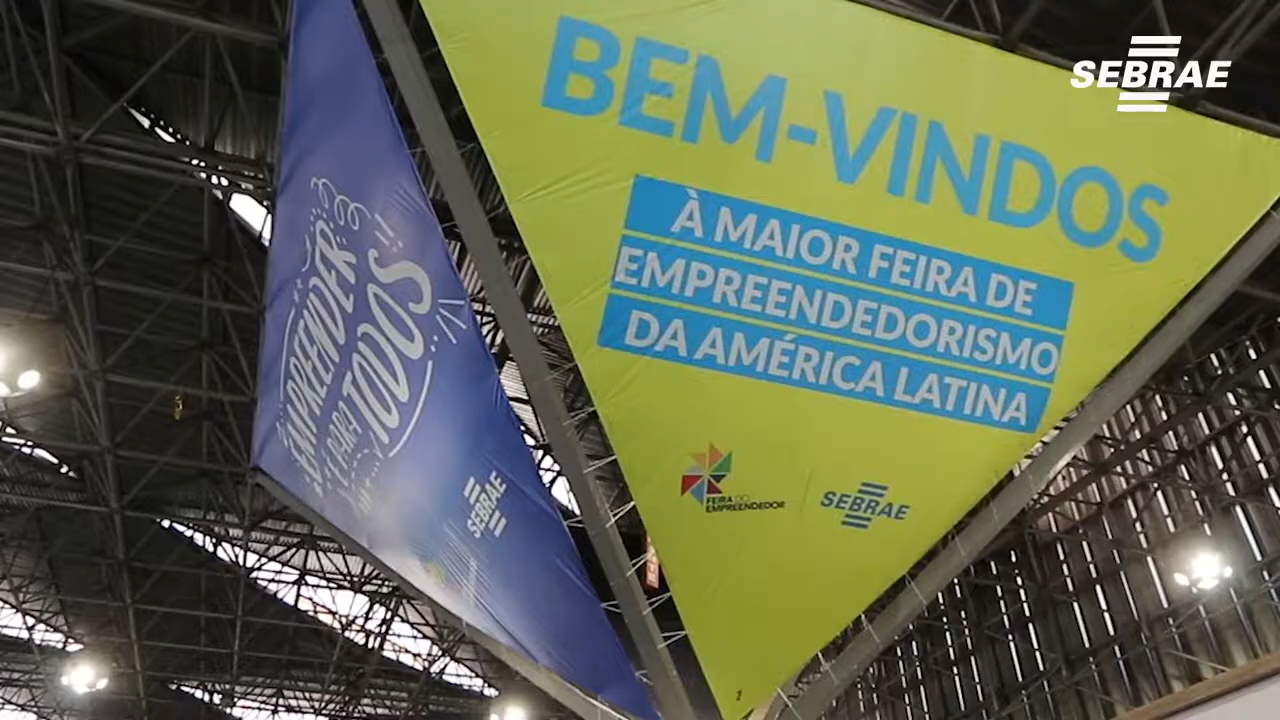 SEBRAE
BEM-VINDOS
À MAIOR FEIRA DE
EMPREENDEDORISMO
DA AMÉRICA LATINA
FEIRA DO
EMPREENDEDOR
SEBRAE
EMPREENDER
É PARA
TODOS
SEBRAE